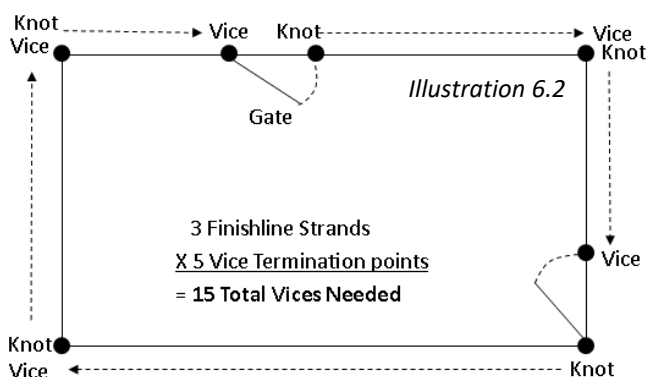 Knot
Vice
Vice
Knot
Vice
Knot
Illustration 6.2
Gate
3 Finishline Strands
X 5 Vice Termination points
= 15 Total Vices Needed
Vice
Knot
Vice
Knot